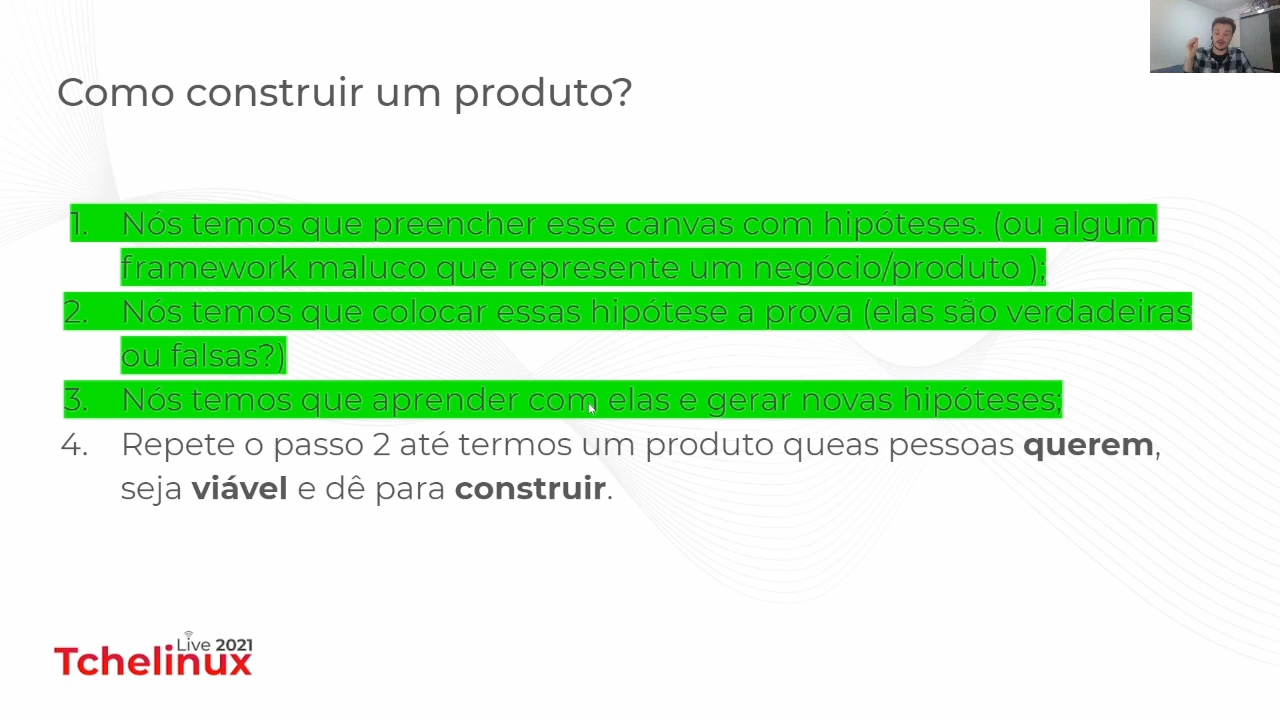 Como construir um produto?
1. Nós temos que preencher esse canvas com hipóteses. (ou algum
framework maluco que represente um negócio/produto );
2. Nós temos que colocar essas hipótese a prova (elas são verdadeiras
ou falsas?)
3. Nós temos que aprender com elas e gerar novas hipóteses;
4. Repete o passo 2 até termos um produto queas pessoas querem,
seja viável e dê para construir.
Live 2021
Tchelinux